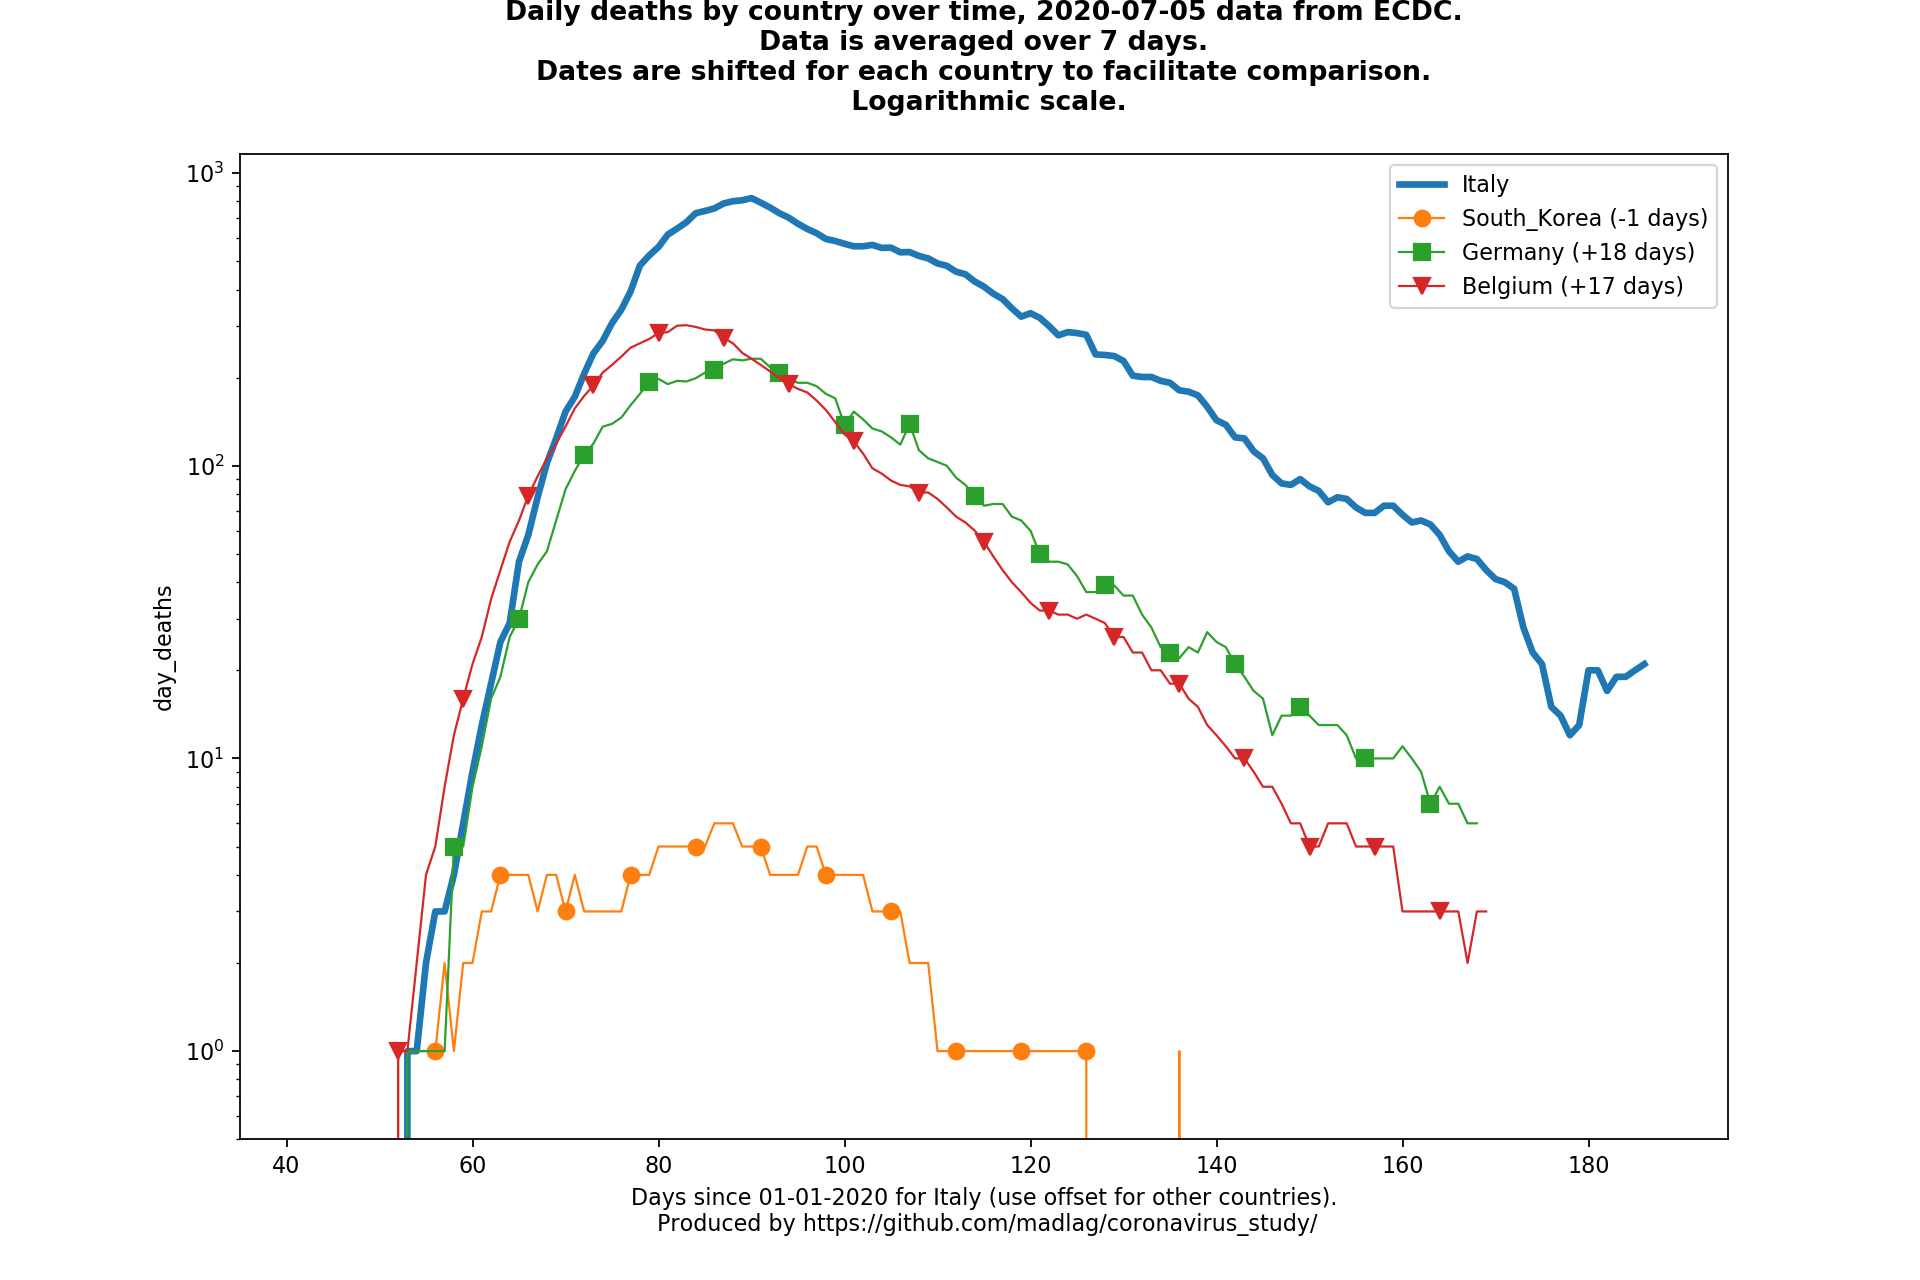 Daily deaths by country over time, 2020-07-05 data from ECDC.
Data is averaged over 7 days.
Dates are shifted for each country to facilitate comparison.
Logarithmic scale.
10³
10²
10¹
10⁰
day_deaths
Italy
South_Korea (-1 days)
Germany (+18 days)
Belgium (+17 days)
40 60 80 100 120 140 160 180
Days since 01-01-2020 for Italy (use offset for other countries).
Produced by https://github.com/madlag/coronavirus_study/